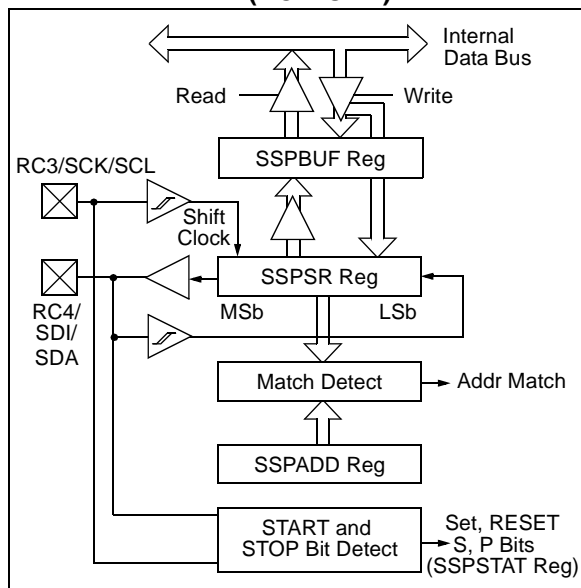 Internal
Data Bus
Read
Write
SSPBUF Reg
RC3/SCK/SCL
Shift
Clock
SSPSR Reg
MSb
LSb
RC4/
SDI/
SDA
Match Detect
Addr Match
SSPADD Reg
START and
STOP Bit Detect
Set, RESET
S, P Bits
(SSPSTAT Reg)